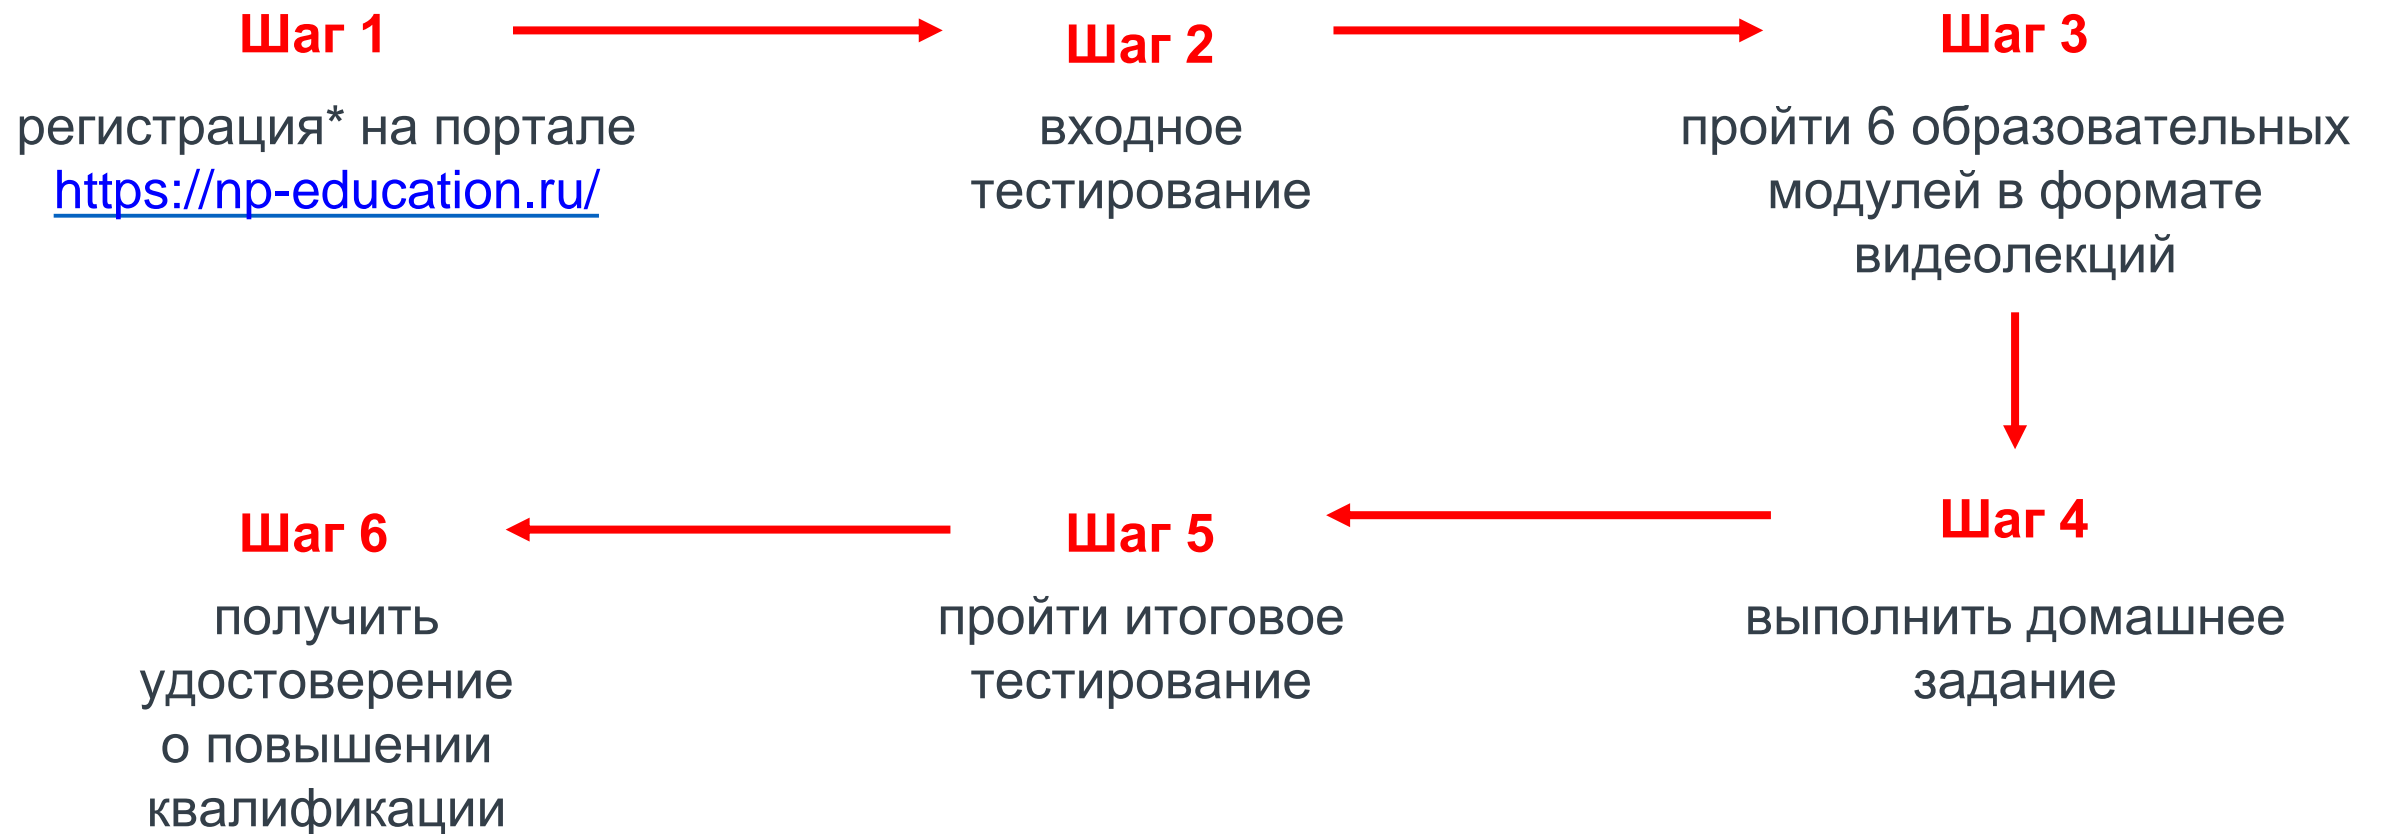 Шаг 1
регистрация* на портале
https://np-education.ru/
Шаг 2
входное
тестирование
Шаг 3
пройти 6 образовательных
модулей в формате
видеолекций
Шаг 4
выполнить домашнее
задание
Шаг 5
пройти итоговое
тестирование
Шаг 6
получить
удостоверение
о повышении
квалификации